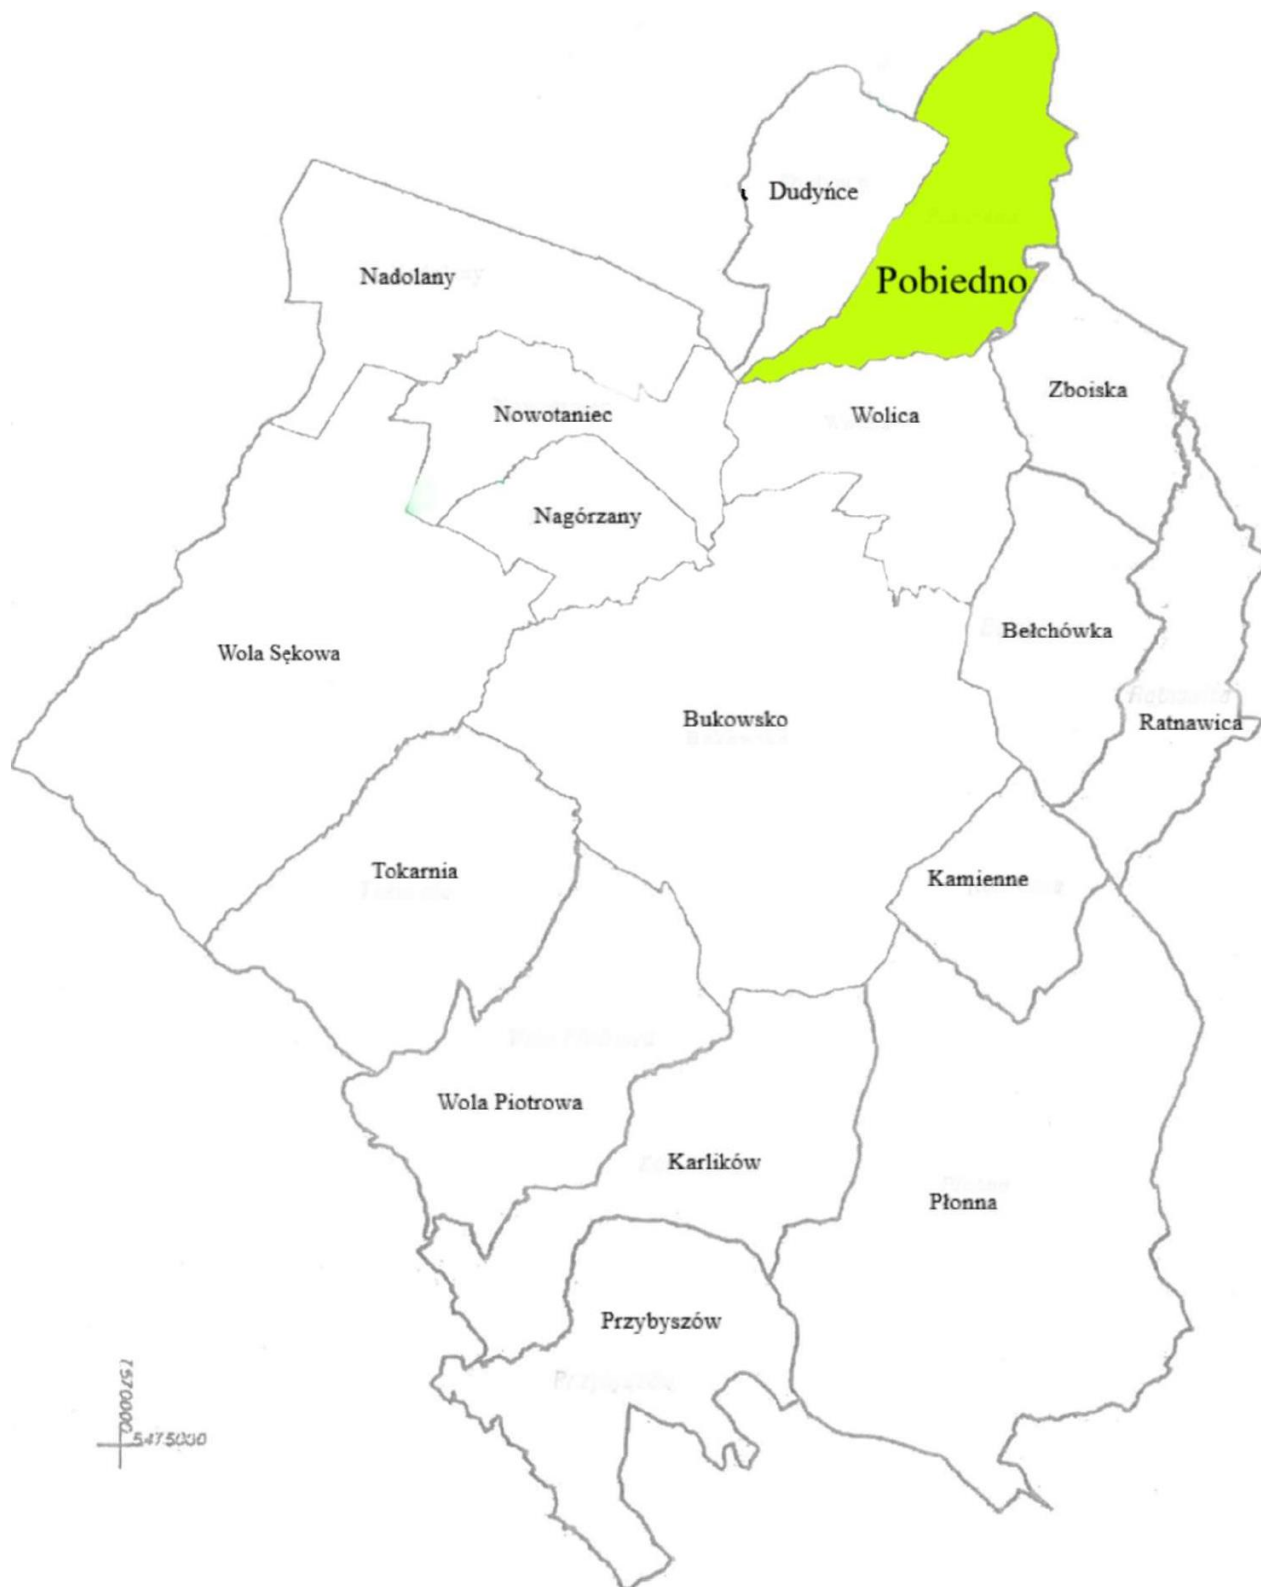 Dudyńce
Nadolany
Pobiedno
Zboiska
Nowotaniec
Wolica
Nagórzany
Bełchówka
Wola Sękowa
Bukowsko
Ratnawica
Tokarnia
Kamienne
Wola Piotrowa
Karlików
Płonna
Przybyszów
7570000
5475000